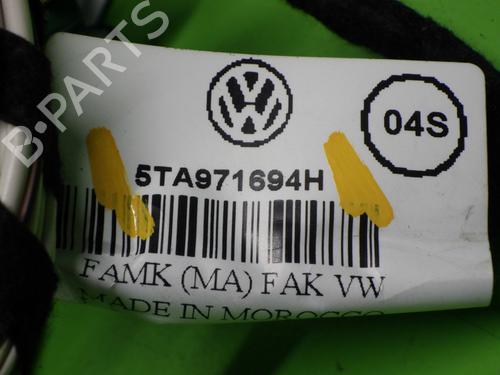 B-PARTS
04S
5TA971694H
FAMK (MA) FAK VW
MADE IN MOROCCO